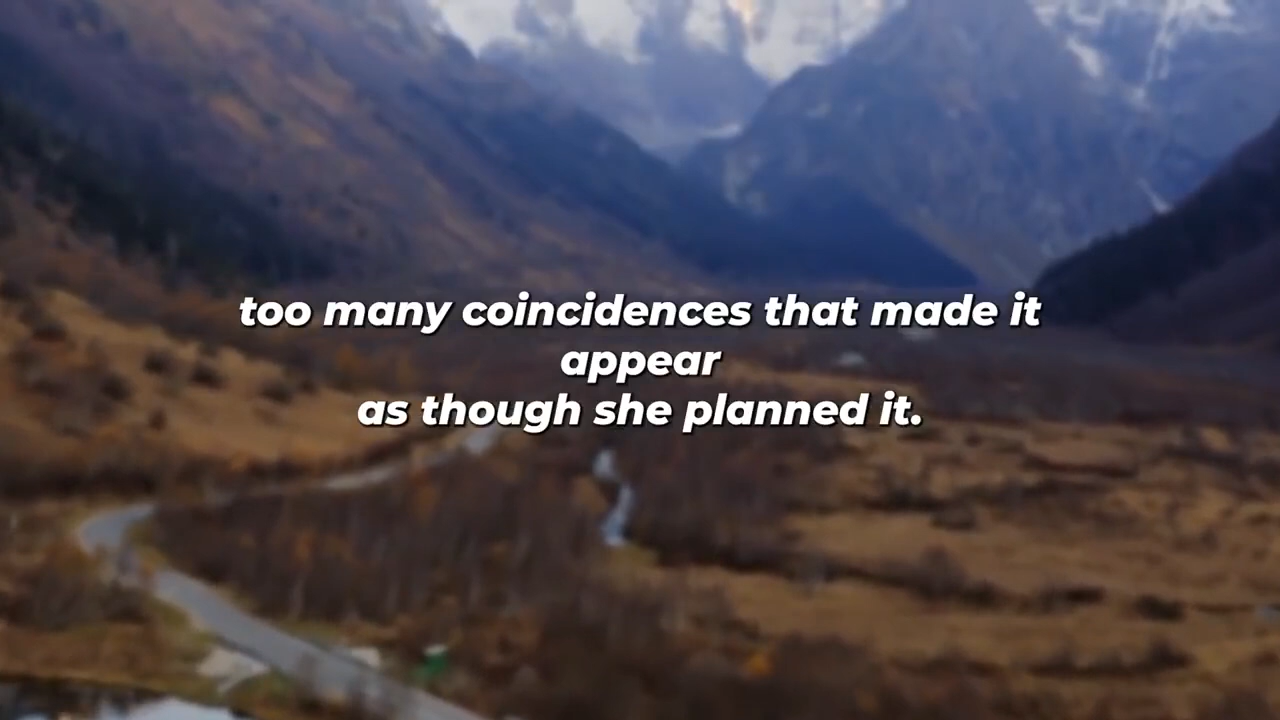 too many coincidences that made it
appear
as though she planned it.